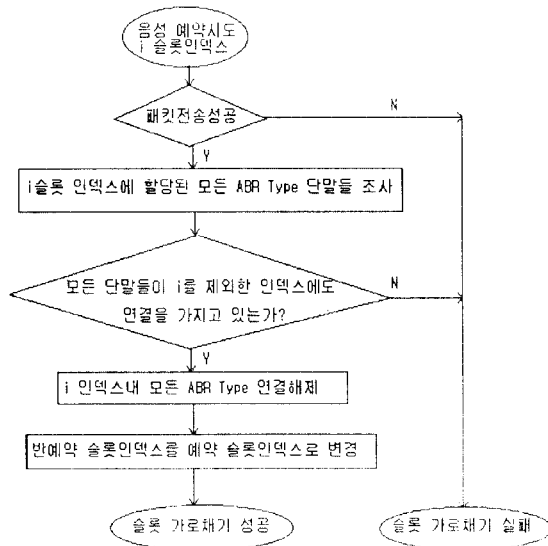 음성 예약시도
i 슬롯인덱스
패킷전송성공
N
Y
i슬롯 인덱스에 할당된 모든 ABR Type 단말들 조사
모든 단말들이 i를 제외한 인덱스에도
연결을 가지고 있는가?
N
Y
i 인덱스내 모든 ABR Type 연결해제
반예약 슬롯인덱스를 예약 슬롯인덱스로 변경
슬롯 가로채기 성공
슬롯 가로채기 실패